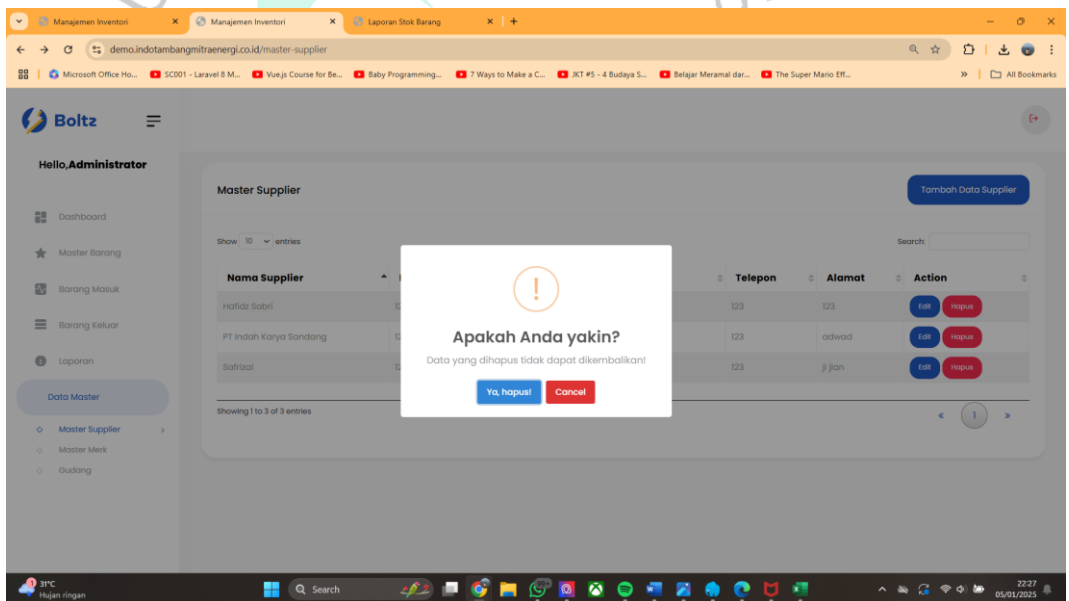 Manajemen Inventori
Manajemen Inventori
Laporan Stok Barang
demo.indotambangmitraenergi.co.id/master-supplier
Microsoft Office Ho...
SC001 - Laravel 8 M...
Vue.js Course for Be...
Baby Programming...
7 Ways to Make a C...
JKT #5 - 4 Budaya S...
Belajar Meramal dar...
The Super Mario Eff...
All Bookmarks
Boltz
Hello,Administrator
Dashboard
Master Barang
Barang Masuk
Barang Keluar
Laporan
Data Master
Master Supplier
Master Merk
Gudang
Master Supplier
Tambah Data Supplier
Show 10 entries
Search:
Nama Supplier Telepon Alamat Action
Hafidz Sabri 123 123 Edit Hapus
PT Indah Karya Sandang 123 adwad Edit Hapus
Safrizal 123 jl jlan Edit Hapus
Showing 1 to 3 of 3 entries
« 1 »
!
Apakah Anda yakin?
Data yang dihapus tidak dapat dikembalikan!
Ya, hapus! Cancel
1
31°C
Hujan ringan
Search
22:27
05/01/2025